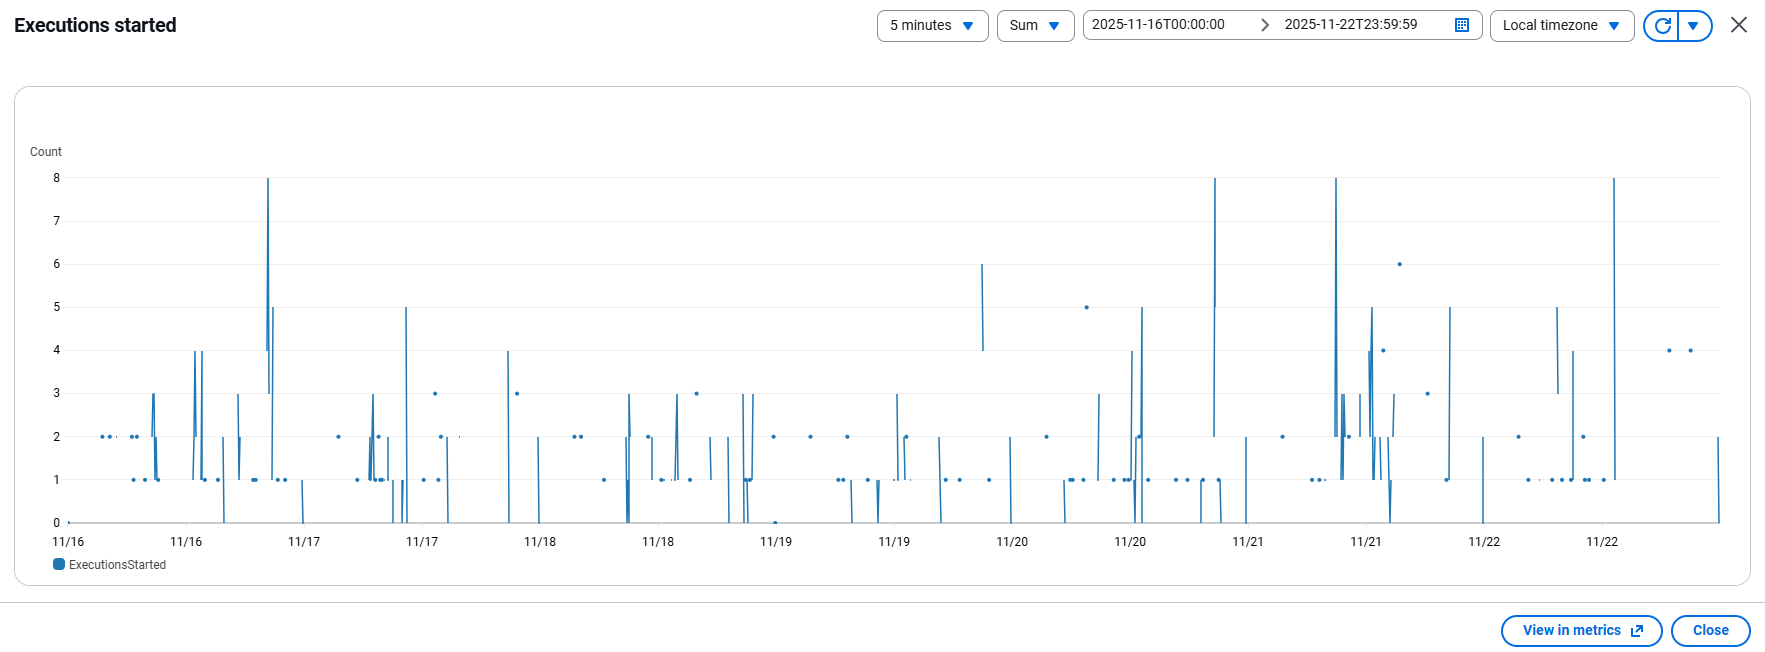 Executions started
5 minutes
Sum
2025-11-16T00:00:00
2025-11-22T23:59:59
Local timezone
Count
8
7
6
5
4
3
2
1
0
11/16 11/16 11/17 11/17 11/18 11/18 11/19 11/19 11/20 11/20 11/21 11/21 11/22 11/22
ExecutionsStarted
View in metrics
Close